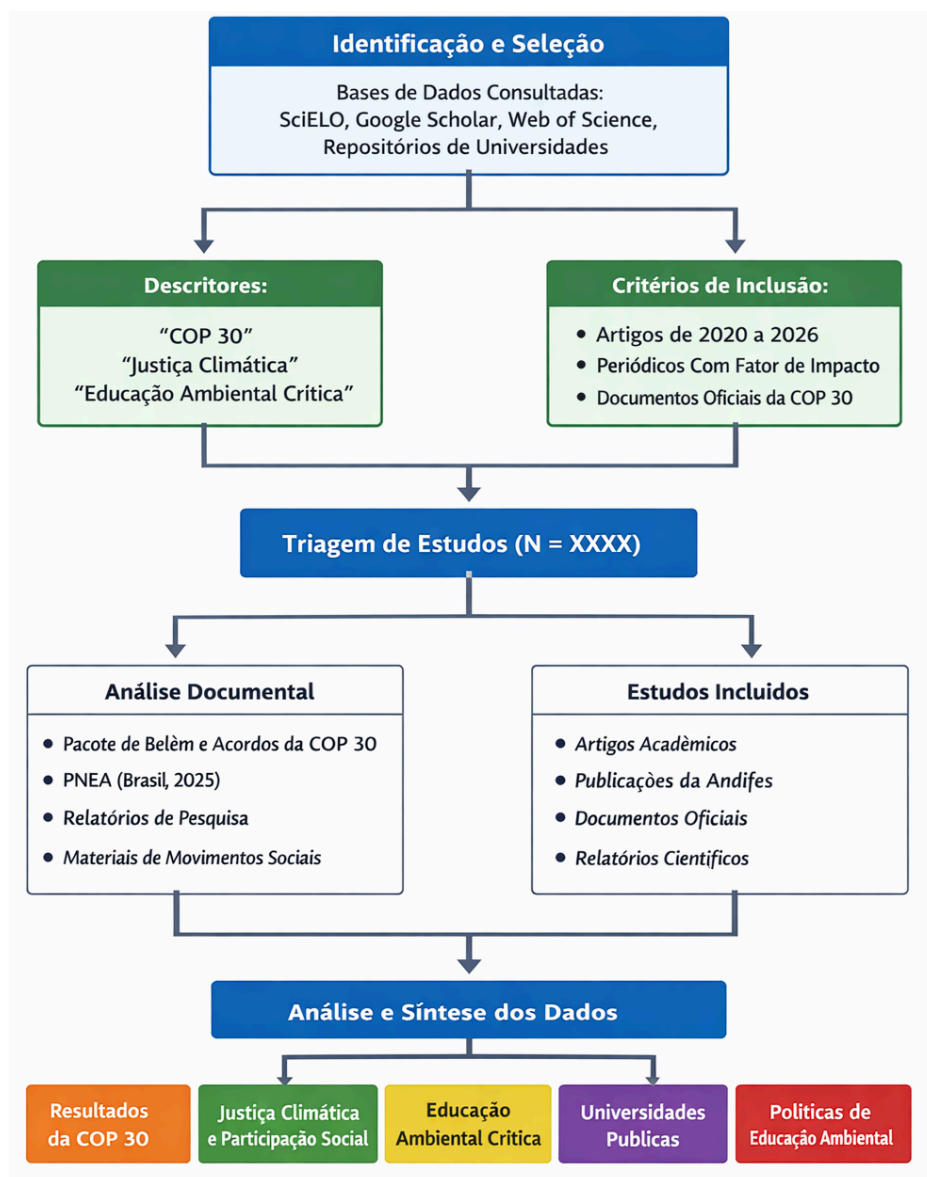 Identificação e Seleção
Bases de Dados Consultadas:
SciELO, Google Scholar, Web of Science,
Repositórios de Universidades
Descritores:
“COP 30”
“Justiça Climática”
“Educação Ambiental Crítica”
Critérios de Inclusão:
• Artigos de 2020 a 2026
• Periódicos Com Fator de Impacto
• Documentos Oficiais da COP 30
Triagem de Estudos (N = XXXX)
Análise Documental
• Pacote de Belèm e Acordos da COP 30
• PNEA (Brasil, 2025)
• Relatórios de Pesquisa
• Materiais de Movimentos Sociais
Estudos Incluidos
• Artigos Acadèmicos
• Publicaçòes da Andifes
• Documentos Oficiais
• Relatórios Científicos
Análise e Síntese dos Dados
Resultados
da COP 30
Justiça Climática
e Participação Social
Educação
Ambiental Critica
Universidades
Publicas
Politicas de
Educaçâo Ambiental